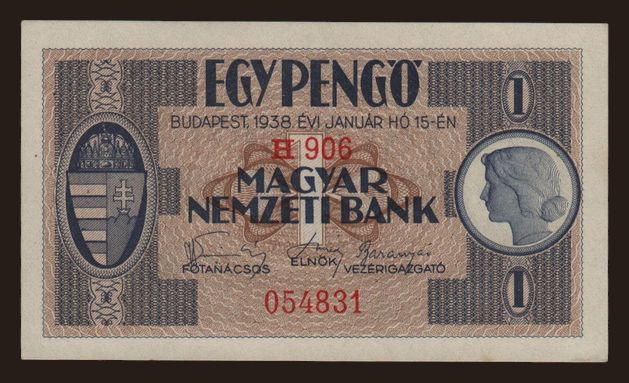 EGY PENGŐ
1
BUDAPEST, 1938 ÉVI JANUÁR HÓ 15-ÉN
H 906
MAGYAR
NEMZETI BANK
FŐTANÁCSOS ELNÖK VEZÉRIGAZGATÓ
054831
1